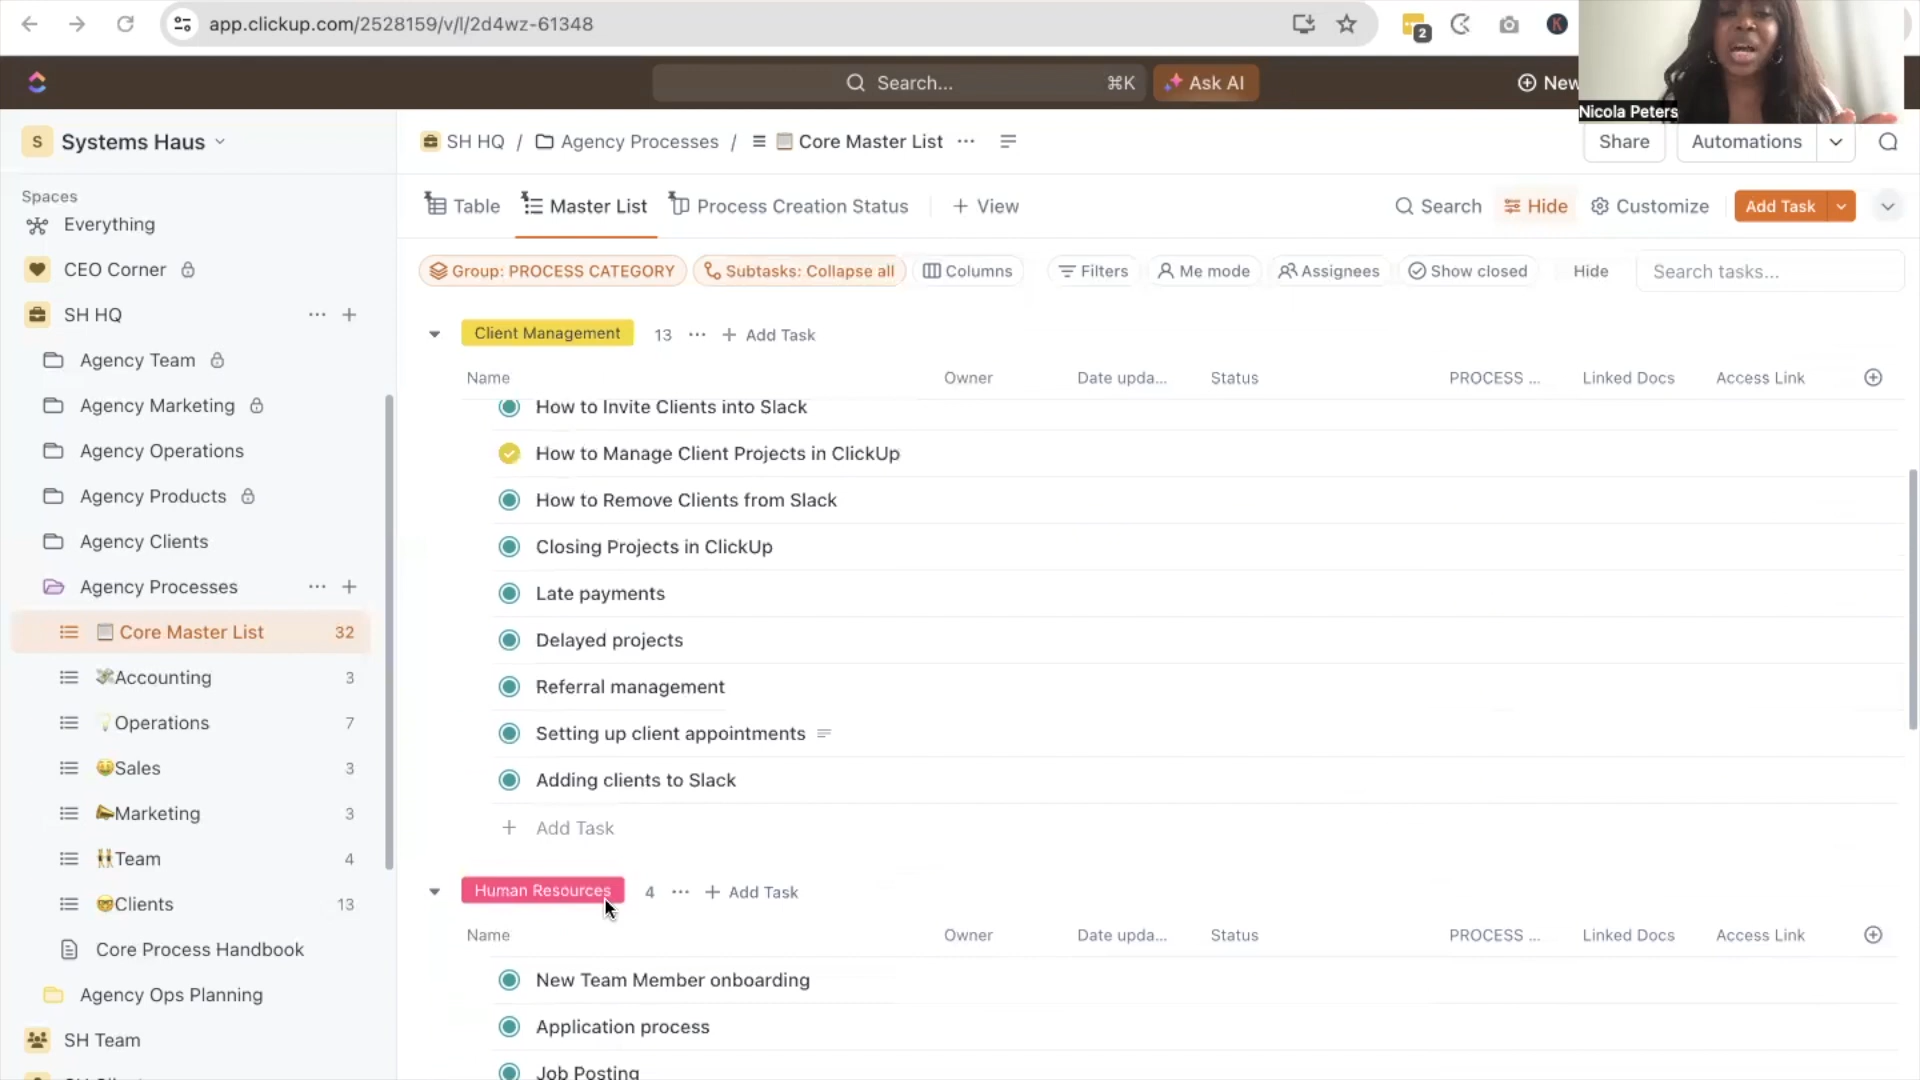 app.clickup.com/2528159/v/l/2d4wz-61348
2
K
Search...
⌘K
Ask AI
New
Nicola Peters
S
Systems Haus
SH HQ / Agency Processes / Core Master List
Share
Automations
Spaces
Everything
CEO Corner
SH HQ
Agency Team
Agency Marketing
Agency Operations
Agency Products
Agency Clients
Agency Processes
Core Master List 32
Accounting 3
Operations 7
Sales 3
Marketing 3
Team 4
Clients 13
Core Process Handbook
Agency Ops Planning
SH Team
Table
Master List
Process Creation Status
+ View
Search
Hide
Customize
Add Task
Group: PROCESS CATEGORY
Subtasks: Collapse all
Columns
Filters
Me mode
Assignees
Show closed
Hide
Search tasks...
Client Management 13 ... + Add Task
Name Owner Date upda... Status PROCESS ... Linked Docs Access Link
How to Invite Clients into Slack
How to Manage Client Projects in ClickUp
How to Remove Clients from Slack
Closing Projects in ClickUp
Late payments
Delayed projects
Referral management
Setting up client appointments
Adding clients to Slack
+ Add Task
Human Resources 4 ... + Add Task
Name Owner Date upda... Status PROCESS ... Linked Docs Access Link
New Team Member onboarding
Application process
Job Posting